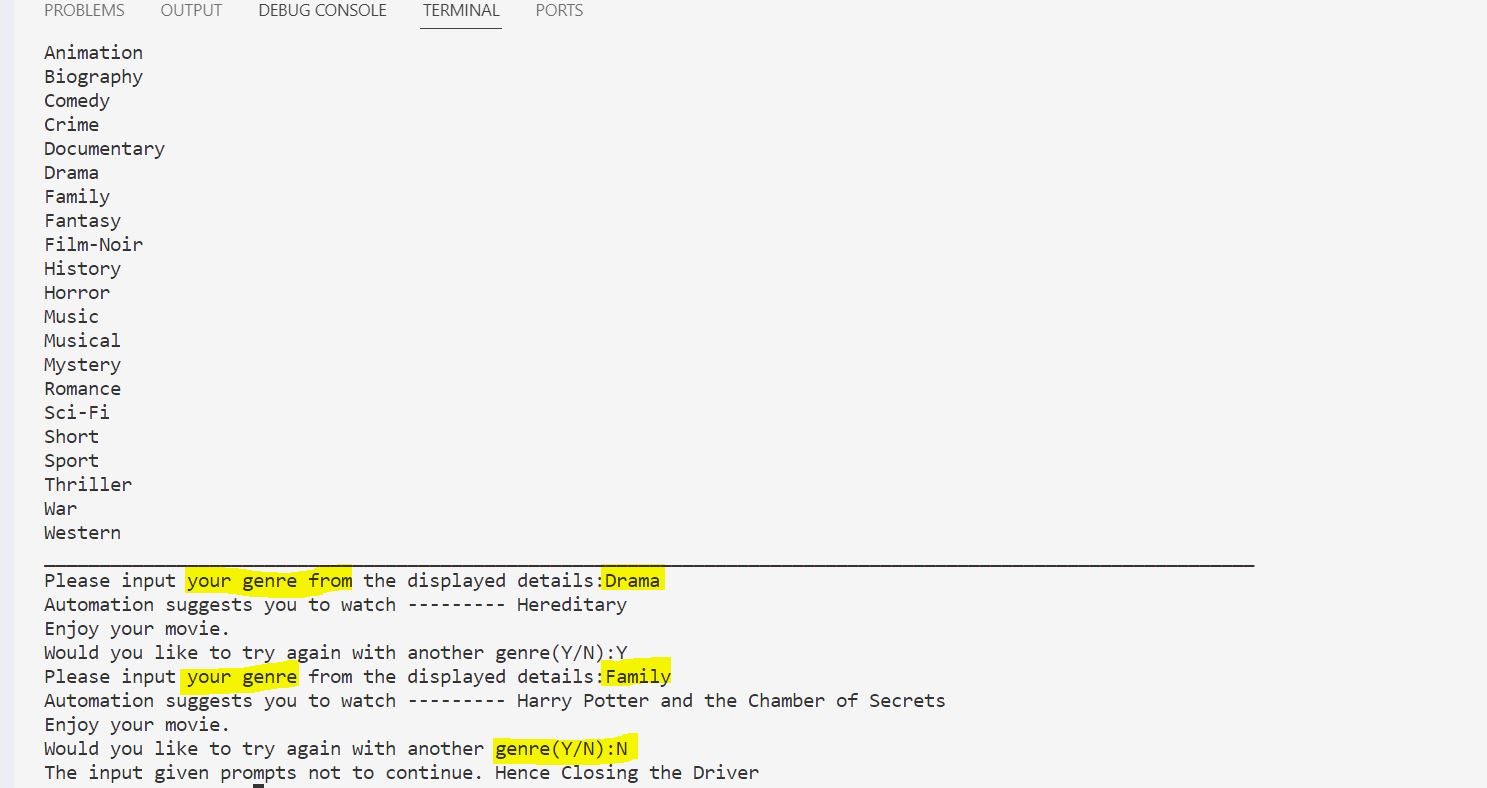 PROBLEMS OUTPUT DEBUG CONSOLE TERMINAL PORTS
Animation
Biography
Comedy
Crime
Documentary
Drama
Family
Fantasy
Film-Noir
History
Horror
Music
Musical
Mystery
Romance
Sci-Fi
Short
Sport
Thriller
War
Western
Please input your genre from the displayed details:Drama
Automation suggests you to watch --------- Hereditary
Enjoy your movie.
Would you like to try again with another genre(Y/N):Y
Please input your genre from the displayed details:Family
Automation suggests you to watch --------- Harry Potter and the Chamber of Secrets
Enjoy your movie.
Would you like to try again with another genre(Y/N):N
The input given prompts not to continue. Hence Closing the Driver